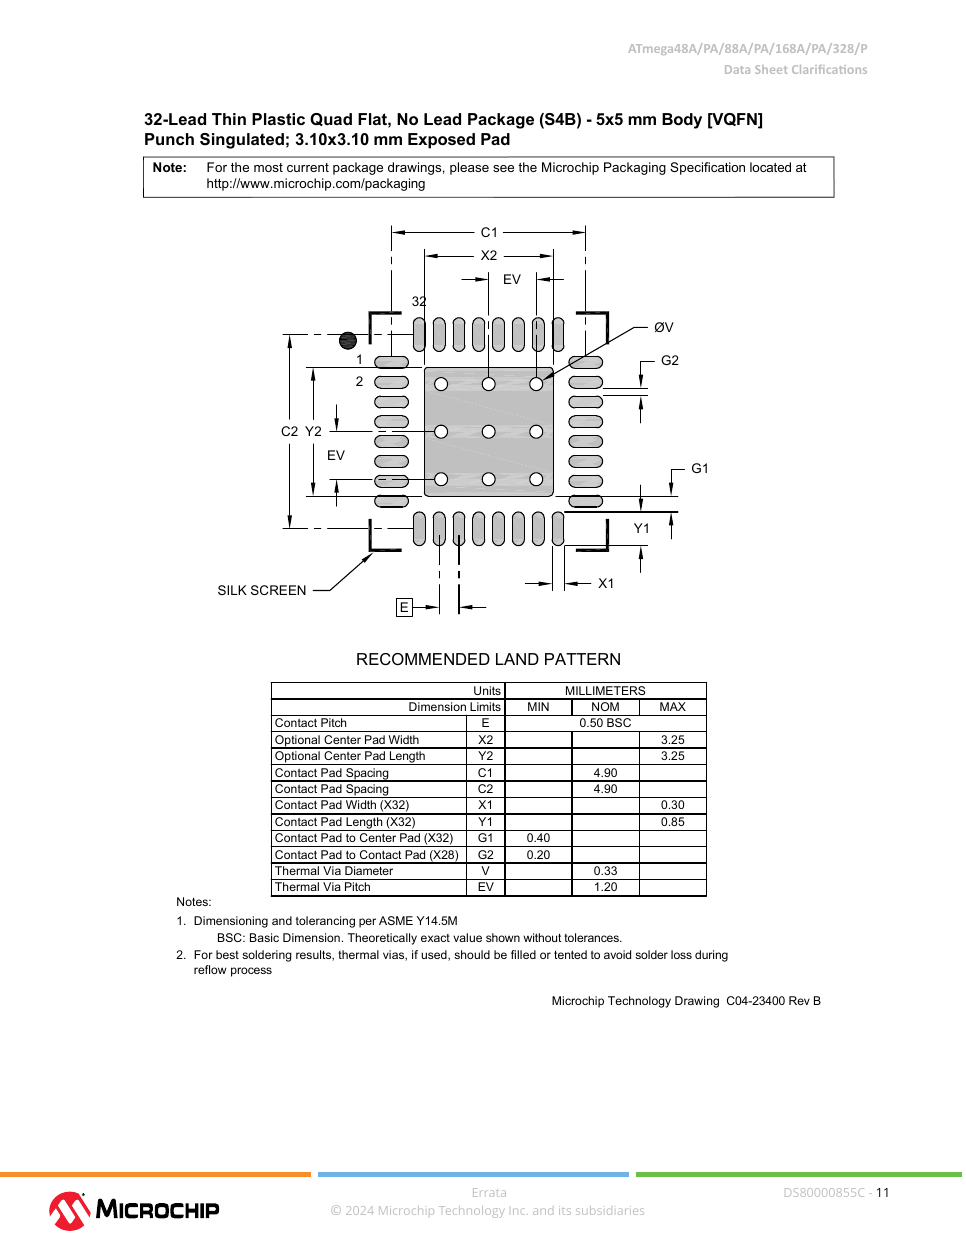 ATmega48A/PA/88A/PA/168A/PA/328/P
Data Sheet Clarifications
32-Lead Thin Plastic Quad Flat, No Lead Package (S4B) - 5x5 mm Body [VQFN]
Punch Singulated; 3.10x3.10 mm Exposed Pad
Note: For the most current package drawings, please see the Microchip Packaging Specification located at
http://www.microchip.com/packaging
C1
X2
EV
32
ØV
1
G2
2
C2 Y2
EV
G1
Y1
X1
SILK SCREEN
E
RECOMMENDED LAND PATTERN
Units MILLIMETERS
Dimension Limits MIN NOM MAX
Contact Pitch E 0.50 BSC
Optional Center Pad Width X2 3.25
Optional Center Pad Length Y2 3.25
Contact Pad Spacing C1 4.90
Contact Pad Spacing C2 4.90
Contact Pad Width (X32) X1 0.30
Contact Pad Length (X32) Y1 0.85
Contact Pad to Center Pad (X32) G1 0.40
Contact Pad to Contact Pad (X28) G2 0.20
Thermal Via Diameter V 0.33
Thermal Via Pitch EV 1.20
Notes:
1. Dimensioning and tolerancing per ASME Y14.5M
BSC: Basic Dimension. Theoretically exact value shown without tolerances.
2. For best soldering results, thermal vias, if used, should be filled or tented to avoid solder loss during
reflow process
Microchip Technology Drawing C04-23400 Rev B
Errata DS80000855C - 11
© 2024 Microchip Technology Inc. and its subsidiaries
MICROCHIP